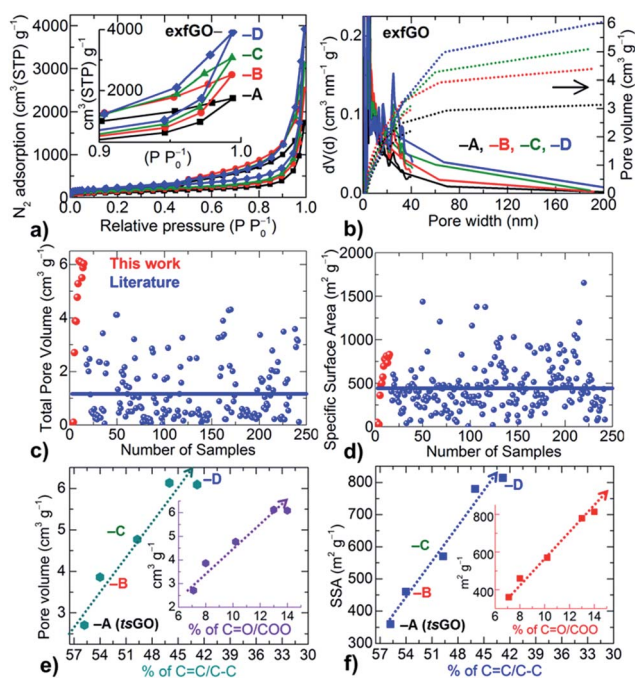 4000
3000
2000
1000
0
N₂ adsorption (cm³(STP) g⁻¹)
0.0 0.2 0.4 0.6 0.8 1.0
Relative pressure (P P₀⁻¹)
a)
exfGO–
–D
–C
–B
–A
2000
0
cm³(STP) g⁻¹
0.9 1.0
(P P₀⁻¹)
exfGO
0.2
0.1
0.00
dV(d) (cm³ nm⁻¹ g⁻¹)
6
5
4
3
2
1
0
Pore volume (cm³ g⁻¹)
–A, –B, –C, –D
0 50 100 150 200
Pore width (nm)
b)
This work
Literature
6
4
2
0
Total Pore Volume (cm³ g⁻¹)
0 50 100 150 200 250
Number of Samples
c)
2000
1500
1000
500
0
Specific Surface Area (m² g⁻¹)
0 50 100 150 200 250
Number of Samples
d)
6
5
4
3
Pore volume (cm³ g⁻¹)
–D
–C
–B
–A (tsGO)
6
5
4
3
2
cm³ g⁻¹
8 10 12 14
% of C=O/COO
57 54 51 48 45 42 39 36 33 30
e) % of C=C/C-C
800
700
600
500
400
300
SSA (m² g⁻¹)
–D
–C
–B
–A (tsGO)
800
600
400
m² g⁻¹
8 10 12 14
% of C=O/COO
57 54 51 48 45 42 39 36 33 30
f) % of C=C/C-C